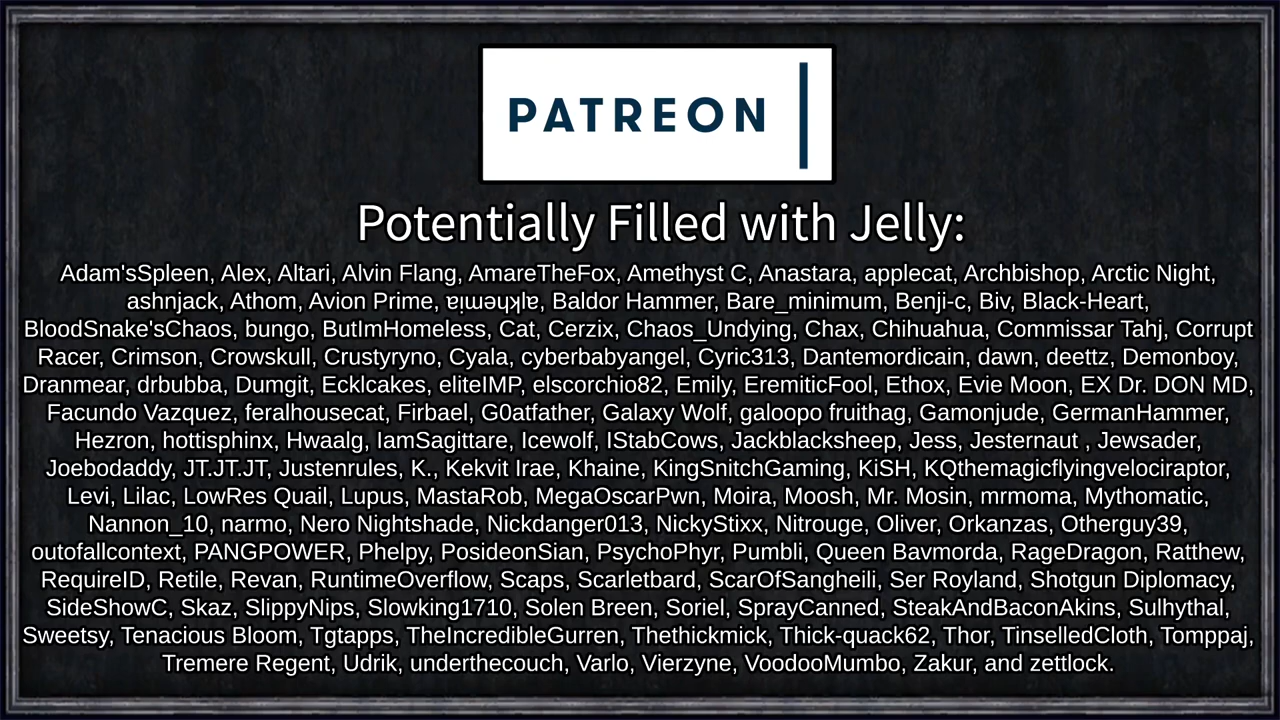 PATREON
Potentially Filled with Jelly:
Adam'sSpleen, Alex, Altari, Alvin Flang, AmareTheFox, Amethyst C, Anastara, applecat, Archbishop, Arctic Night,
ashnjack, Athom, Avion Prime, ɐᴉɯǝɥʞlɐ, Baldor Hammer, Bare_minimum, Benji-c, Biv, Black-Heart,
BloodSnake'sChaos, bungo, ButImHomeless, Cat, Cerzix, Chaos_Undying, Chax, Chihuahua, Commissar Tahj, Corrupt
Racer, Crimson, Crowskull, Crustyryno, Cyala, cyberbabyangel, Cyric313, Dantemordicain, dawn, deettz, Demonboy,
Dranmear, drbubba, Dumgit, Ecklcakes, eliteIMP, elscorchio82, Emily, EremiticFool, Ethox, Evie Moon, EX Dr. DON MD,
Facundo Vazquez, feralhousecat, Firbael, G0atfather, Galaxy Wolf, galoopo fruithag, Gamonjude, GermanHammer,
Hezron, hottisphinx, Hwaalg, IamSagittare, Icewolf, IStabCows, Jackblacksheep, Jess, Jesternaut , Jewsader,
Joebodaddy, JT.JT.JT, Justenrules, K., Kekvit Irae, Khaine, KingSnitchGaming, KiSH, KQthemagicflyingvelociraptor,
Levi, Lilac, LowRes Quail, Lupus, MastaRob, MegaOscarPwn, Moira, Moosh, Mr. Mosin, mrmoma, Mythomatic,
Nannon_10, narmo, Nero Nightshade, Nickdanger013, NickyStixx, Nitrouge, Oliver, Orkanzas, Otherguy39,
outofallcontext, PANGPOWER, Phelpy, PosideonSian, PsychoPhyr, Pumbli, Queen Bavmorda, RageDragon, Ratthew,
RequireID, Retile, Revan, RuntimeOverflow, Scaps, Scarletbard, ScarOfSangheili, Ser Royland, Shotgun Diplomacy,
SideShowC, Skaz, SlippyNips, Slowking1710, Solen Breen, Soriel, SprayCanned, SteakAndBaconAkins, Sulhythal,
Sweetsy, Tenacious Bloom, Tgtapps, TheIncredibleGurren, Thethickmick, Thick-quack62, Thor, TinselledCloth, Tomppaj,
Tremere Regent, Udrik, underthecouch, Varlo, Vierzyne, VoodooMumbo, Zakur, and zettlock.